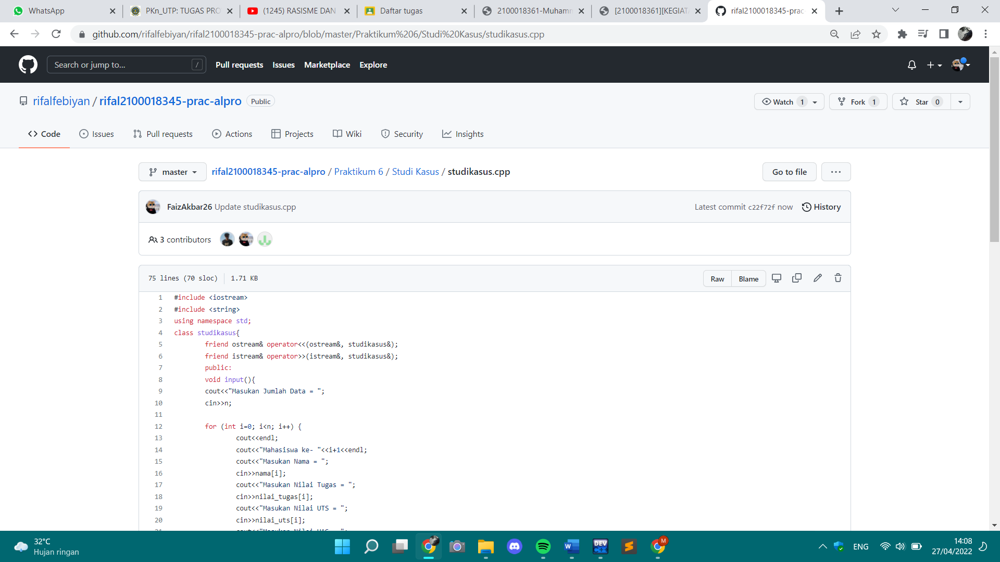 WhatsApp
PKn_UTP: TUGAS PRO
(1245) RASISME DAN
Daftar tugas
2100018361-Muhamm
[2100018361][KEGIAT
rifal2100018345-prac-
github.com/rifalfebiyan/rifal2100018345-prac-alpro/blob/master/Praktikum%206/Studi%20Kasus/studikasus.cpp
Search or jump to... /
Pull requests Issues Marketplace Explore
rifalfebiyan / rifal2100018345-prac-alpro Public
Watch 1 Fork 1 Star 0
Code Issues Pull requests Actions Projects Wiki Security Insights
master rifal2100018345-prac-alpro / Praktikum 6 / Studi Kasus / studikasus.cpp Go to file
FaizAkbar26 Update studikasus.cpp Latest commit c22f72f now History
3 contributors
75 lines (70 sloc) 1.71 KB Raw Blame
1 #include <iostream>
2 #include <string>
3 using namespace std;
4 class studikasus{
5 friend ostream& operator<<(ostream&, studikasus&);
6 friend istream& operator>>(istream&, studikasus&);
7 public:
8 void input(){
9 cout<<"Masukan Jumlah Data = ";
10 cin>>n;
11
12 for (int i=0; i<n; i++) {
13 cout<<endl;
14 cout<<"Mahasiswa ke- "<<i+1<<endl;
15 cout<<"Masukan Nama = ";
16 cin>>nama[i];
17 cout<<"Masukan Nilai Tugas = ";
18 cin>>nilai_tugas[i];
19 cout<<"Masukan Nilai UTS = ";
20 cin>>nilai_uts[i];
32°C
Hujan ringan
ENG
14:08
27/04/2022